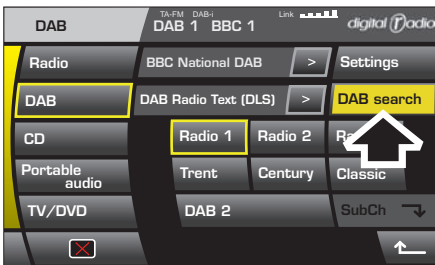 DAB
TA-FM DAB-i
DAB 1 BBC 1
Link
digital radio
Radio
BBC National DAB >
Settings
DAB
DAB Radio Text (DLS) >
DAB search
CD
Radio 1
Radio 2
Portable audio
Trent
Century
Classic
TV/DVD
DAB 2
SubCh